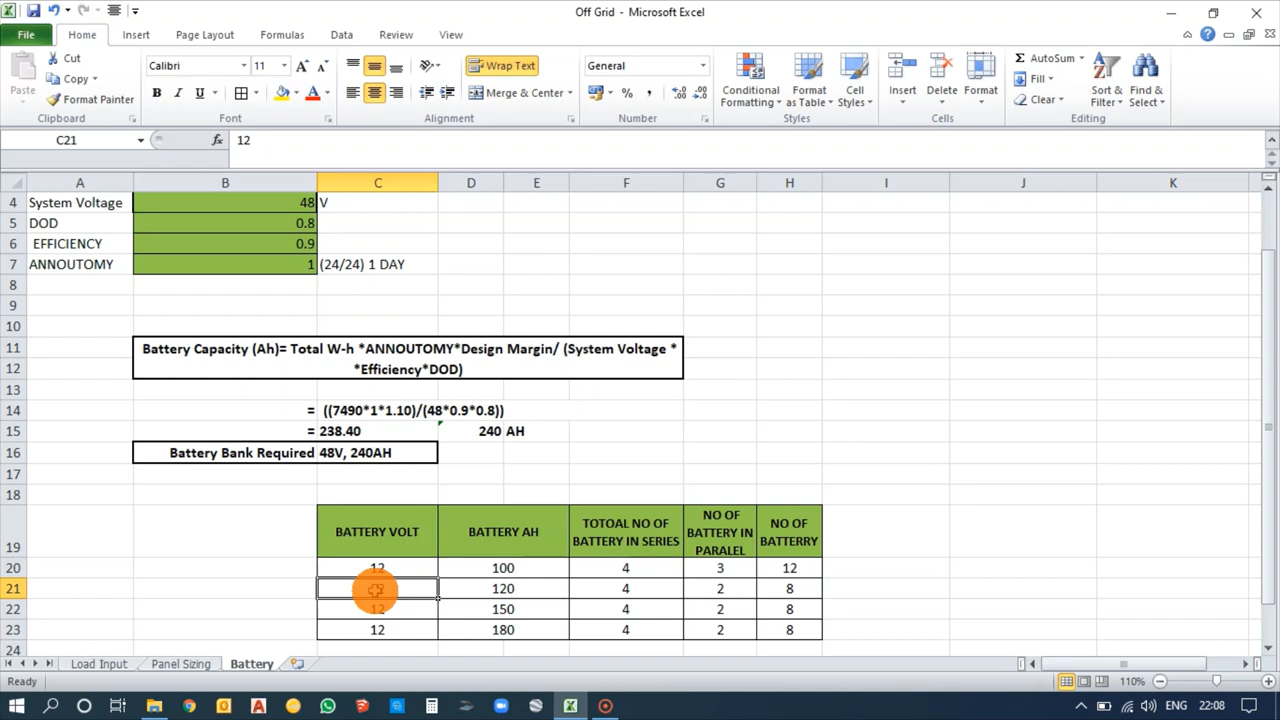 Off Grid - Microsoft Excel
File Home Insert Page Layout Formulas Data Review View
Cut
Copy
Format Painter
Paste
Clipboard
Calibri 11
B I U
Font
Wrap Text
Merge & Center
Alignment
General
%
Number
Conditional Formatting
Format as Table
Cell Styles
Styles
Insert Delete Format
Cells
AutoSum
Fill
Clear
Sort & Filter
Find & Select
Editing
C21 fx 12
A B C D E F G H I J K
4 System Voltage 48 V
5 DOD 0.8
6 EFFICIENCY 0.9
7 ANNOUTOMY 1 (24/24) 1 DAY
8
9
10
11 Battery Capacity (Ah)= Total W-h *ANNOUTOMY*Design Margin/ (System Voltage *
12 *Efficiency*DOD)
13
14 = ((7490*1*1.10)/(48*0.9*0.8))
15 = 238.40 240 AH
16 Battery Bank Required 48V, 240AH
17
18
19 BATTERY VOLT BATTERY AH TOTOAL NO OF BATTERY IN SERIES NO OF BATTERY IN PARALEL NO OF BATTERRY
20 12 100 4 3 12
21 120 4 2 8
22 12 150 4 2 8
23 12 180 4 2 8
24
Load Input Panel Sizing Battery
Ready 110%
ENG 22:08